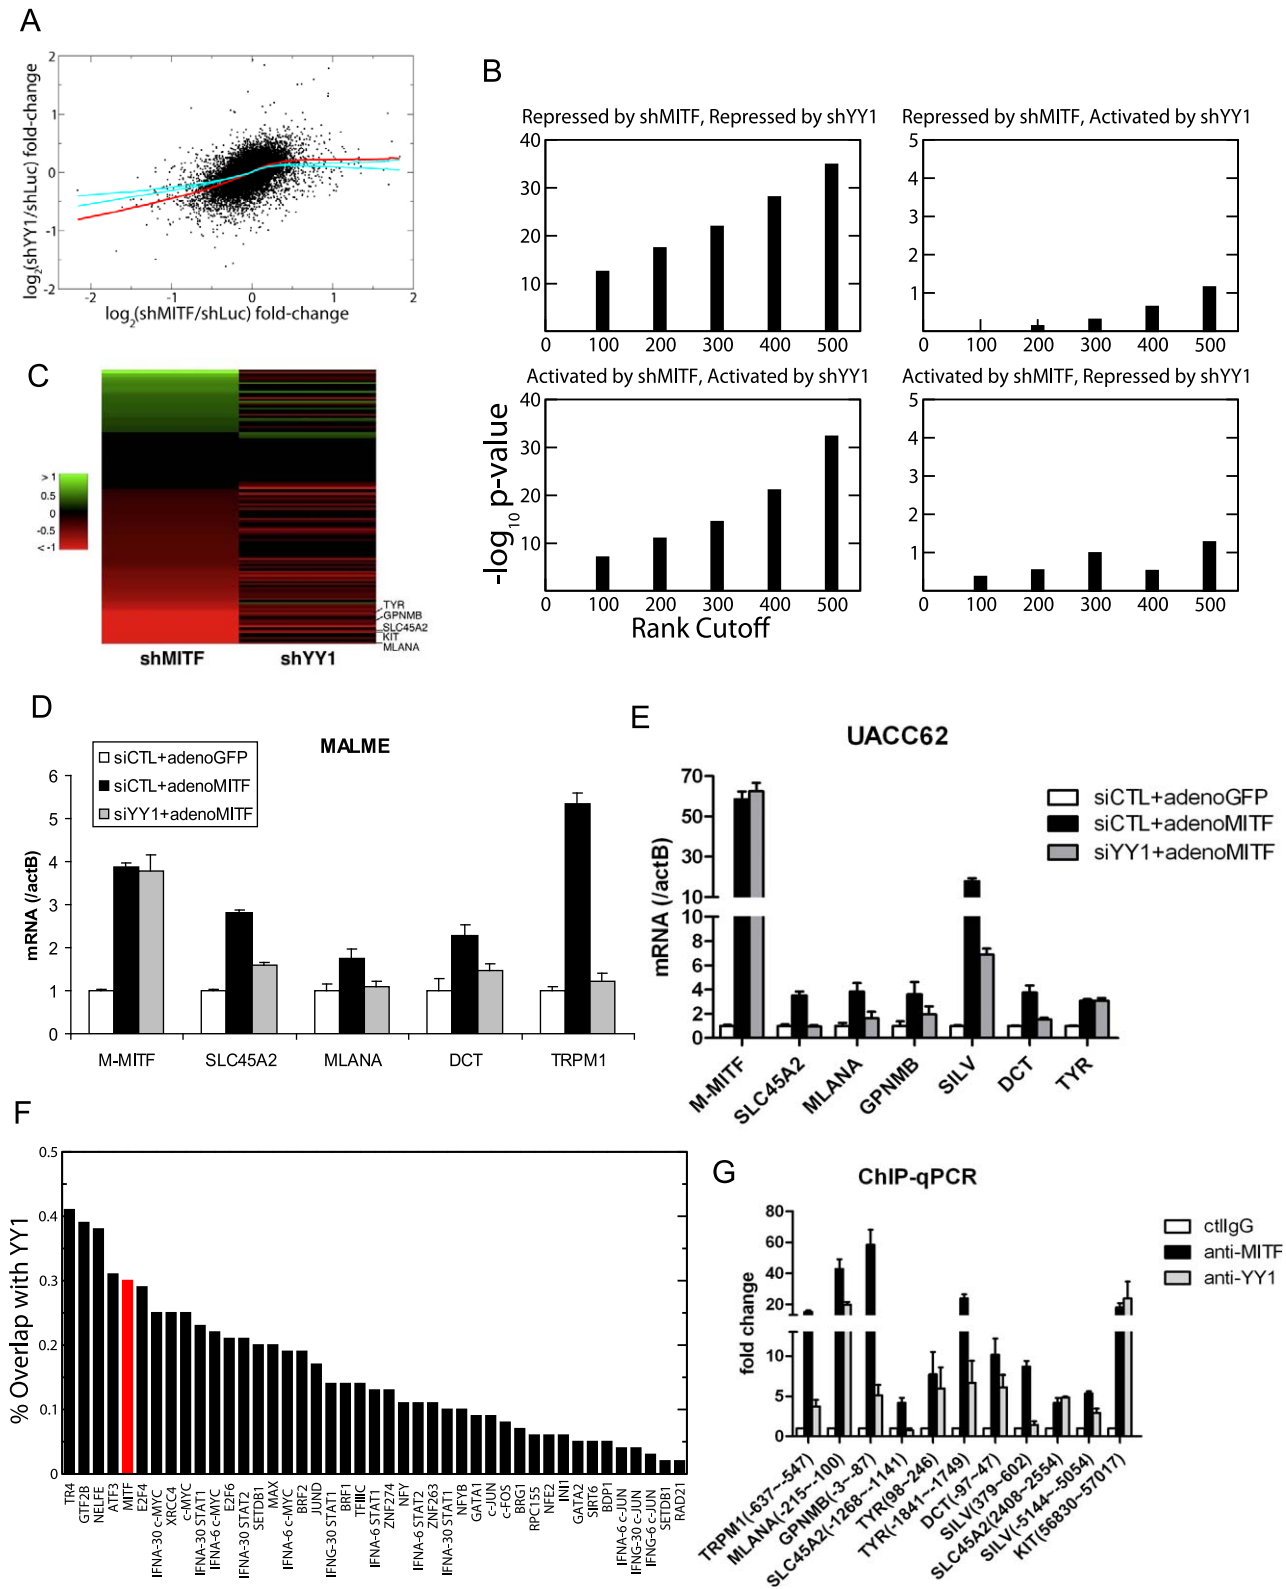 A
2
1
0
-1
-2
log2(shYY1/shLuc) fold-change
-2
-1
0
1
2
log2(shMITF/shLuc) fold-change
B
Repressed by shMITF, Repressed by shYY1
40
30
20
10
0
100
200
300
400
500
Repressed by shMITF, Activated by shYY1
5
4
3
2
1
0
100
200
300
400
500
Activated by shMITF, Activated by shYY1
40
30
20
10
0
100
200
300
400
500
Activated by shMITF, Repressed by shYY1
5
4
3
2
1
0
100
200
300
400
500
-log10 p-value
Rank Cutoff
C
> 1
0.5
0
-0.5
< -1
TYR
GPNMB
SLC45A2
KIT
MLANA
shMITF
shYY1
D
MALME
siCTL+adenoGFP
siCTL+adenoMITF
siYY1+adenoMITF
mRNA (/actB)
6
5
4
3
2
1
0
M-MITF
SLC45A2
MLANA
DCT
TRPM1
E
UACC62
siCTL+adenoGFP
siCTL+adenoMITF
siYY1+adenoMITF
mRNA (/actB)
70
50
30
10
10
8
6
4
2
0
M-MITF
SLC45A2
MLANA
GPNMB
SILV
DCT
TYR
F
% Overlap with YY1
0.5
0.4
0.3
0.2
0.1
0
TR4
GTF2B
NELFE
ATF3
MITF
E2F4
IFNA-30 c-MYC
XRCC4
c-MYC
IFNA-30 STAT1
IFNA-6 c-MYC
E2F6
IFNA-30 STAT2
SETDB1
MAX
IFNA-6 c-MYC
BRF2
JUND
IFNG-30 STAT1
BRF1
TFIIIC
IFNA-6 STAT1
ZNF274
NFY
IFNA-6 STAT2
ZNF263
IFNA-30 STAT1
NFYB
GATA1
c-JUN
c-FOS
BRG1
RPC155
NFE2
INI1
GATA2
SIRT6
BDP1
IFNA-6 c-JUN
IFNG-30 c-JUN
IFNG-6 c-JUN
SETDB1
RAD21
G
ChIP-qPCR
ctlIgG
anti-MITF
anti-YY1
fold change
80
60
40
20
10
5
0
TRPM1(-637~-547)
MLANA(-215~-100)
GPNMB(-3~-87)
SLC45A2(-1268~-1141)
TYR(98~246)
TYR(-1841~-1749)
DCT(-97~47)
SILV(379~602)
SLC45A2(2408~2554)
SILV(-5144~-5054)
KIT(56830~57017)